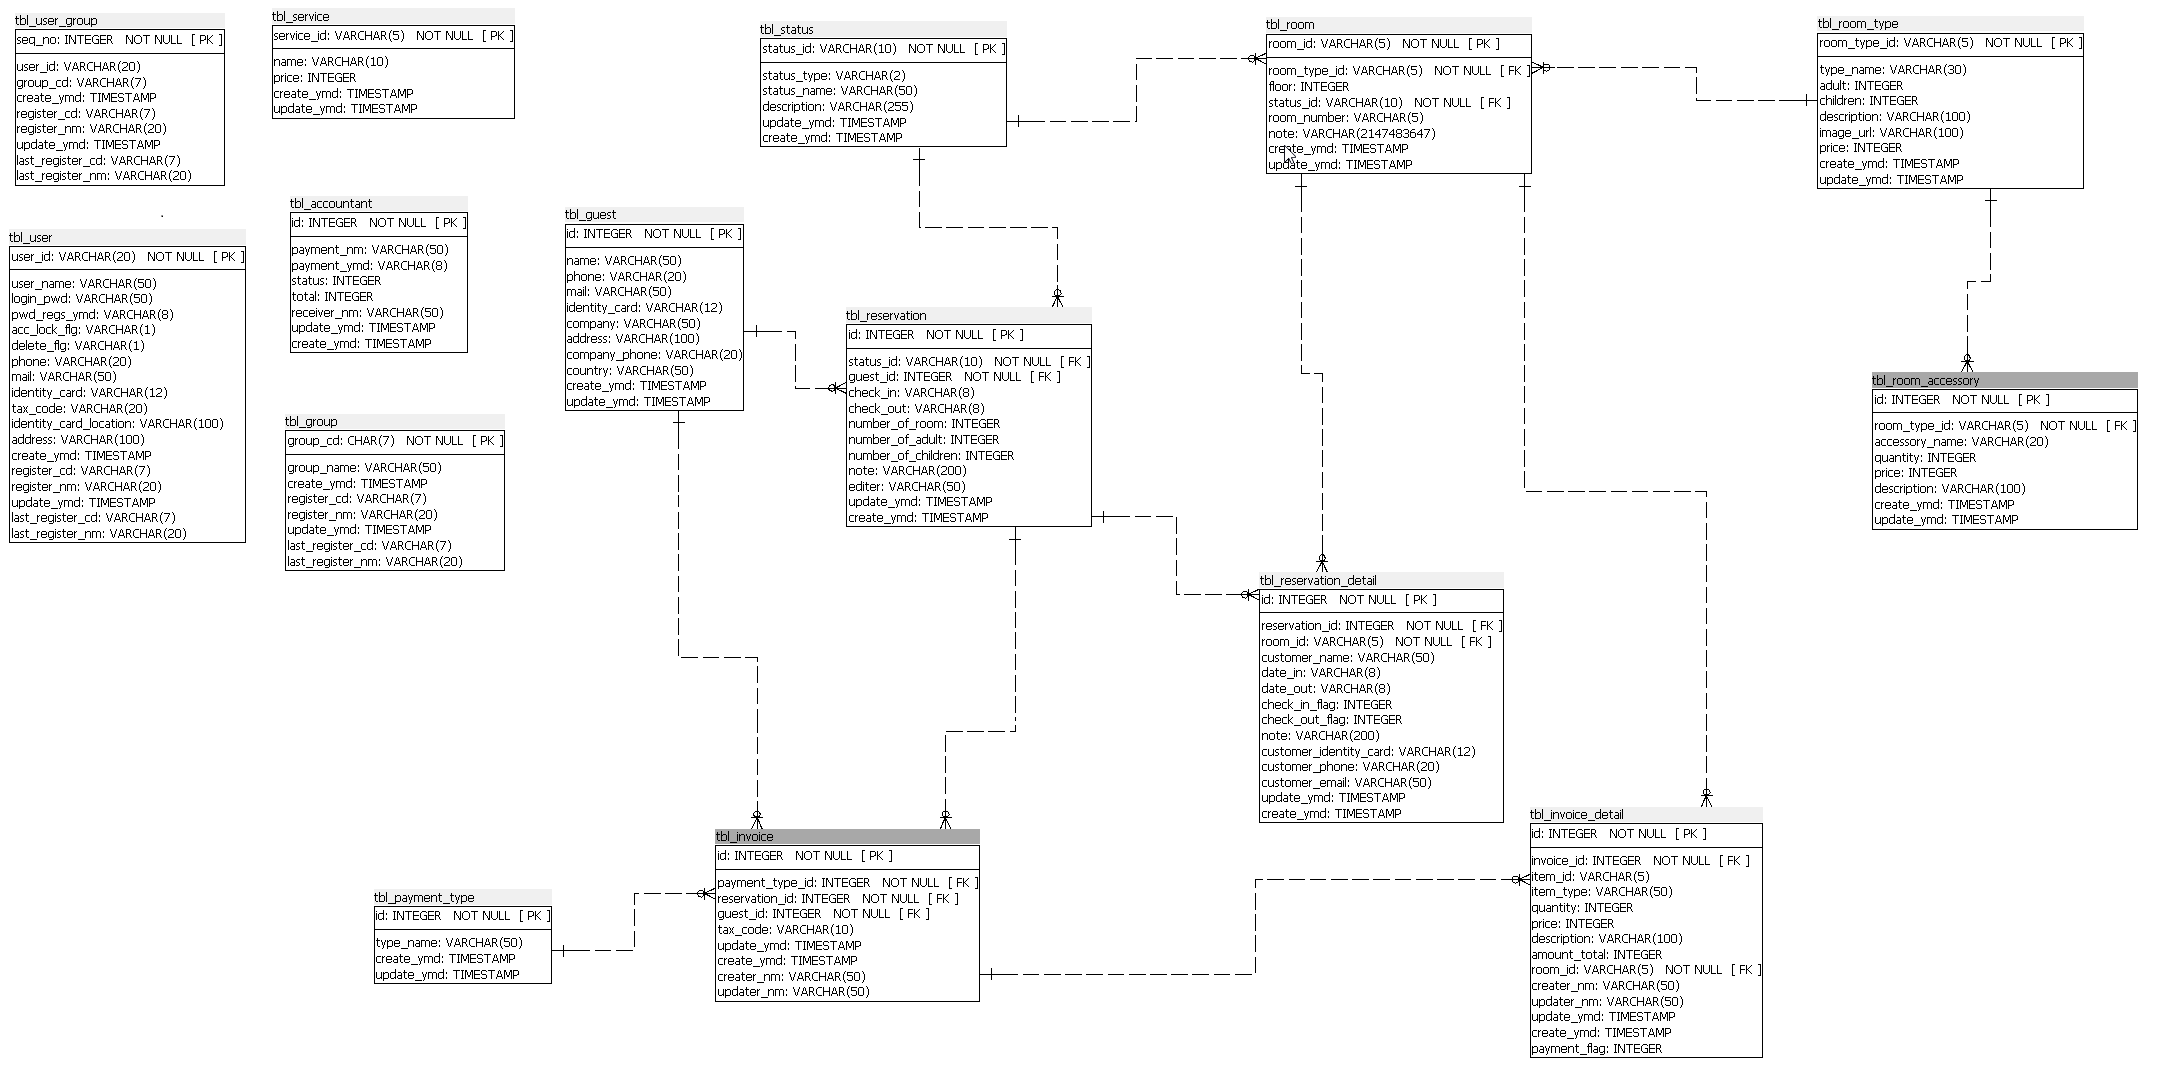 tbl_user_group
seq_no: INTEGER NOT NULL [ PK ]
user_id: VARCHAR(20)
group_cd: VARCHAR(7)
create_ymd: TIMESTAMP
register_cd: VARCHAR(7)
register_nm: VARCHAR(20)
update_ymd: TIMESTAMP
last_register_cd: VARCHAR(7)
last_register_nm: VARCHAR(20)
tbl_service
service_id: VARCHAR(5) NOT NULL [ PK ]
name: VARCHAR(10)
price: INTEGER
create_ymd: TIMESTAMP
update_ymd: TIMESTAMP
tbl_status
status_id: VARCHAR(10) NOT NULL [ PK ]
status_type: VARCHAR(2)
status_name: VARCHAR(50)
description: VARCHAR(255)
update_ymd: TIMESTAMP
create_ymd: TIMESTAMP
tbl_room
room_id: VARCHAR(5) NOT NULL [ PK ]
room_type_id: VARCHAR(5) NOT NULL [ FK ]
floor: INTEGER
status_id: VARCHAR(10) NOT NULL [ FK ]
room_number: VARCHAR(5)
note: VARCHAR(2147483647)
create_ymd: TIMESTAMP
update_ymd: TIMESTAMP
tbl_room_type
room_type_id: VARCHAR(5) NOT NULL [ PK ]
type_name: VARCHAR(30)
adult: INTEGER
children: INTEGER
description: VARCHAR(100)
image_url: VARCHAR(100)
price: INTEGER
create_ymd: TIMESTAMP
update_ymd: TIMESTAMP
tbl_user
user_id: VARCHAR(20) NOT NULL [ PK ]
user_name: VARCHAR(50)
login_pwd: VARCHAR(50)
pwd_regs_ymd: VARCHAR(8)
acc_lock_flg: VARCHAR(1)
delete_flg: VARCHAR(1)
phone: VARCHAR(20)
mail: VARCHAR(50)
identity_card: VARCHAR(12)
tax_code: VARCHAR(20)
identity_card_location: VARCHAR(100)
address: VARCHAR(100)
create_ymd: TIMESTAMP
register_cd: VARCHAR(7)
register_nm: VARCHAR(20)
update_ymd: TIMESTAMP
last_register_cd: VARCHAR(7)
last_register_nm: VARCHAR(20)
tbl_accountant
id: INTEGER NOT NULL [ PK ]
payment_nm: VARCHAR(50)
payment_ymd: VARCHAR(8)
status: INTEGER
total: INTEGER
receiver_nm: VARCHAR(50)
update_ymd: TIMESTAMP
create_ymd: TIMESTAMP
tbl_group
group_cd: CHAR(7) NOT NULL [ PK ]
group_name: VARCHAR(50)
create_ymd: TIMESTAMP
register_cd: VARCHAR(7)
register_nm: VARCHAR(20)
update_ymd: TIMESTAMP
last_register_cd: VARCHAR(7)
last_register_nm: VARCHAR(20)
tbl_guest
id: INTEGER NOT NULL [ PK ]
name: VARCHAR(50)
phone: VARCHAR(20)
mail: VARCHAR(50)
identity_card: VARCHAR(12)
company: VARCHAR(50)
address: VARCHAR(100)
company_phone: VARCHAR(20)
country: VARCHAR(50)
create_ymd: TIMESTAMP
update_ymd: TIMESTAMP
tbl_reservation
id: INTEGER NOT NULL [ PK ]
status_id: VARCHAR(10) NOT NULL [ FK ]
guest_id: INTEGER NOT NULL [ FK ]
check_in: VARCHAR(8)
check_out: VARCHAR(8)
number_of_room: INTEGER
number_of_adult: INTEGER
number_of_children: INTEGER
note: VARCHAR(200)
editer: VARCHAR(50)
update_ymd: TIMESTAMP
create_ymd: TIMESTAMP
tbl_room_accessory
id: INTEGER NOT NULL [ PK ]
room_type_id: VARCHAR(5) NOT NULL [ FK ]
accessory_name: VARCHAR(20)
quantity: INTEGER
price: INTEGER
description: VARCHAR(100)
create_ymd: TIMESTAMP
update_ymd: TIMESTAMP
tbl_reservation_detail
id: INTEGER NOT NULL [ PK ]
reservation_id: INTEGER NOT NULL [ FK ]
room_id: VARCHAR(5) NOT NULL [ FK ]
customer_name: VARCHAR(50)
date_in: VARCHAR(8)
date_out: VARCHAR(8)
check_in_flag: INTEGER
check_out_flag: INTEGER
note: VARCHAR(200)
customer_identity_card: VARCHAR(12)
customer_phone: VARCHAR(20)
customer_email: VARCHAR(50)
update_ymd: TIMESTAMP
create_ymd: TIMESTAMP
tbl_payment_type
id: INTEGER NOT NULL [ PK ]
type_name: VARCHAR(50)
create_ymd: TIMESTAMP
update_ymd: TIMESTAMP
tbl_invoice
id: INTEGER NOT NULL [ PK ]
payment_type_id: INTEGER NOT NULL [ FK ]
reservation_id: INTEGER NOT NULL [ FK ]
guest_id: INTEGER NOT NULL [ FK ]
tax_code: VARCHAR(10)
update_ymd: TIMESTAMP
create_ymd: TIMESTAMP
creater_nm: VARCHAR(50)
updater_nm: VARCHAR(50)
tbl_invoice_detail
id: INTEGER NOT NULL [ PK ]
invoice_id: INTEGER NOT NULL [ FK ]
item_id: VARCHAR(5)
item_type: VARCHAR(50)
quantity: INTEGER
price: INTEGER
description: VARCHAR(100)
amount_total: INTEGER
room_id: VARCHAR(5) NOT NULL [ FK ]
creater_nm: VARCHAR(50)
updater_nm: VARCHAR(50)
update_ymd: TIMESTAMP
create_ymd: TIMESTAMP
payment_flag: INTEGER